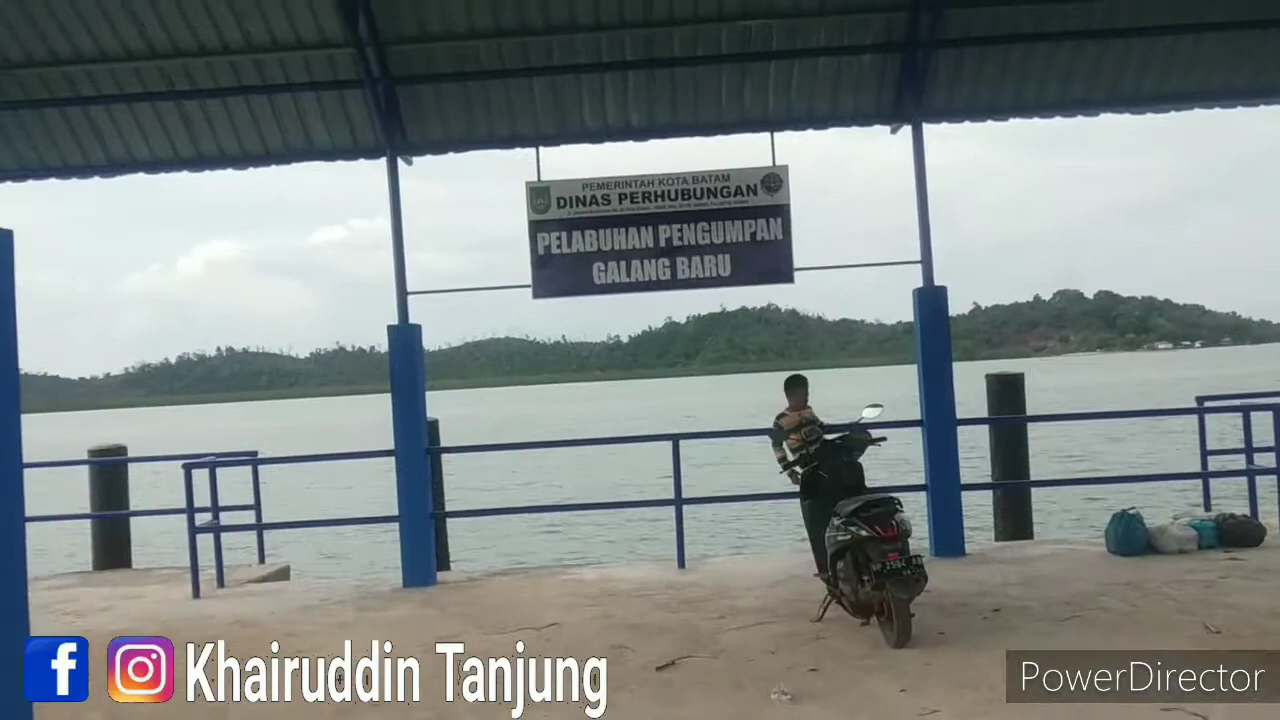 PEMERINTAH KOTA BATAM
DINAS PERHUBUNGAN
PELABUHAN PENGUMPAN
GALANG BARU
Khairuddin Tanjung
PowerDirector